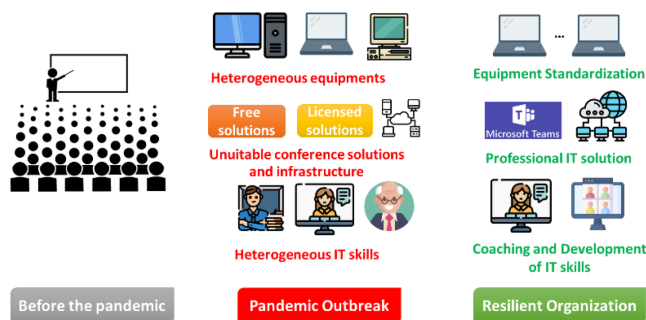 Heterogeneous equipments
Free
solutions
Licensed
solutions
Unuitable conference solutions
and infrastructure
Heterogeneous IT skills
...
Equipment Standardization
Microsoft Teams
Professional IT solution
Coaching and Development
of IT skills
Before the pandemic
Pandemic Outbreak
Resilient Organization